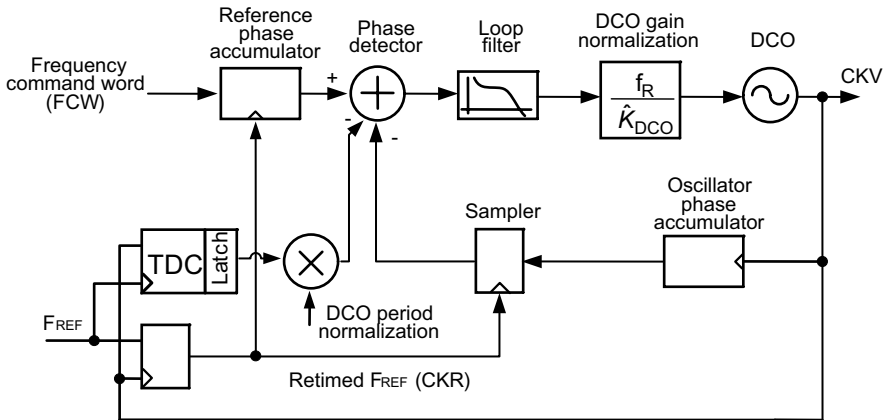 Reference
phase
accumulator
Phase
detector
Loop
filter
DCO gain
normalization
DCO
CKV
Frequency
command word
(FCW)
+
-
-
f_R
K̂_DCO
Oscillator
phase
accumulator
Sampler
TDC
Latch
DCO period
normalization
FREF
Retimed FREF (CKR)